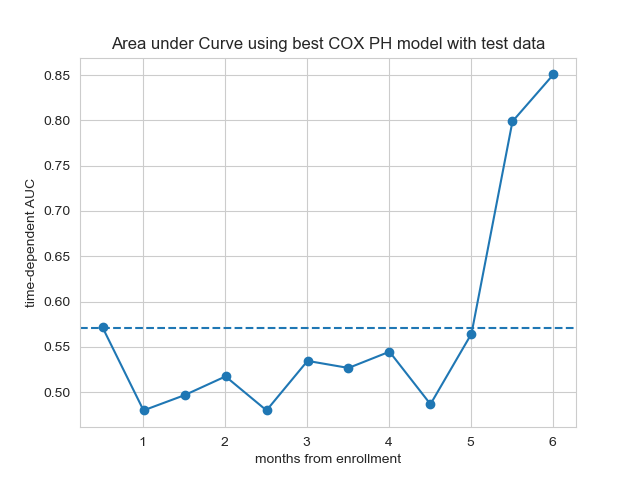 Area under Curve using best COX PH model with test data
time-dependent AUC
0.85
0.80
0.75
0.70
0.65
0.60
0.55
0.50
1 2 3 4 5 6
months from enrollment